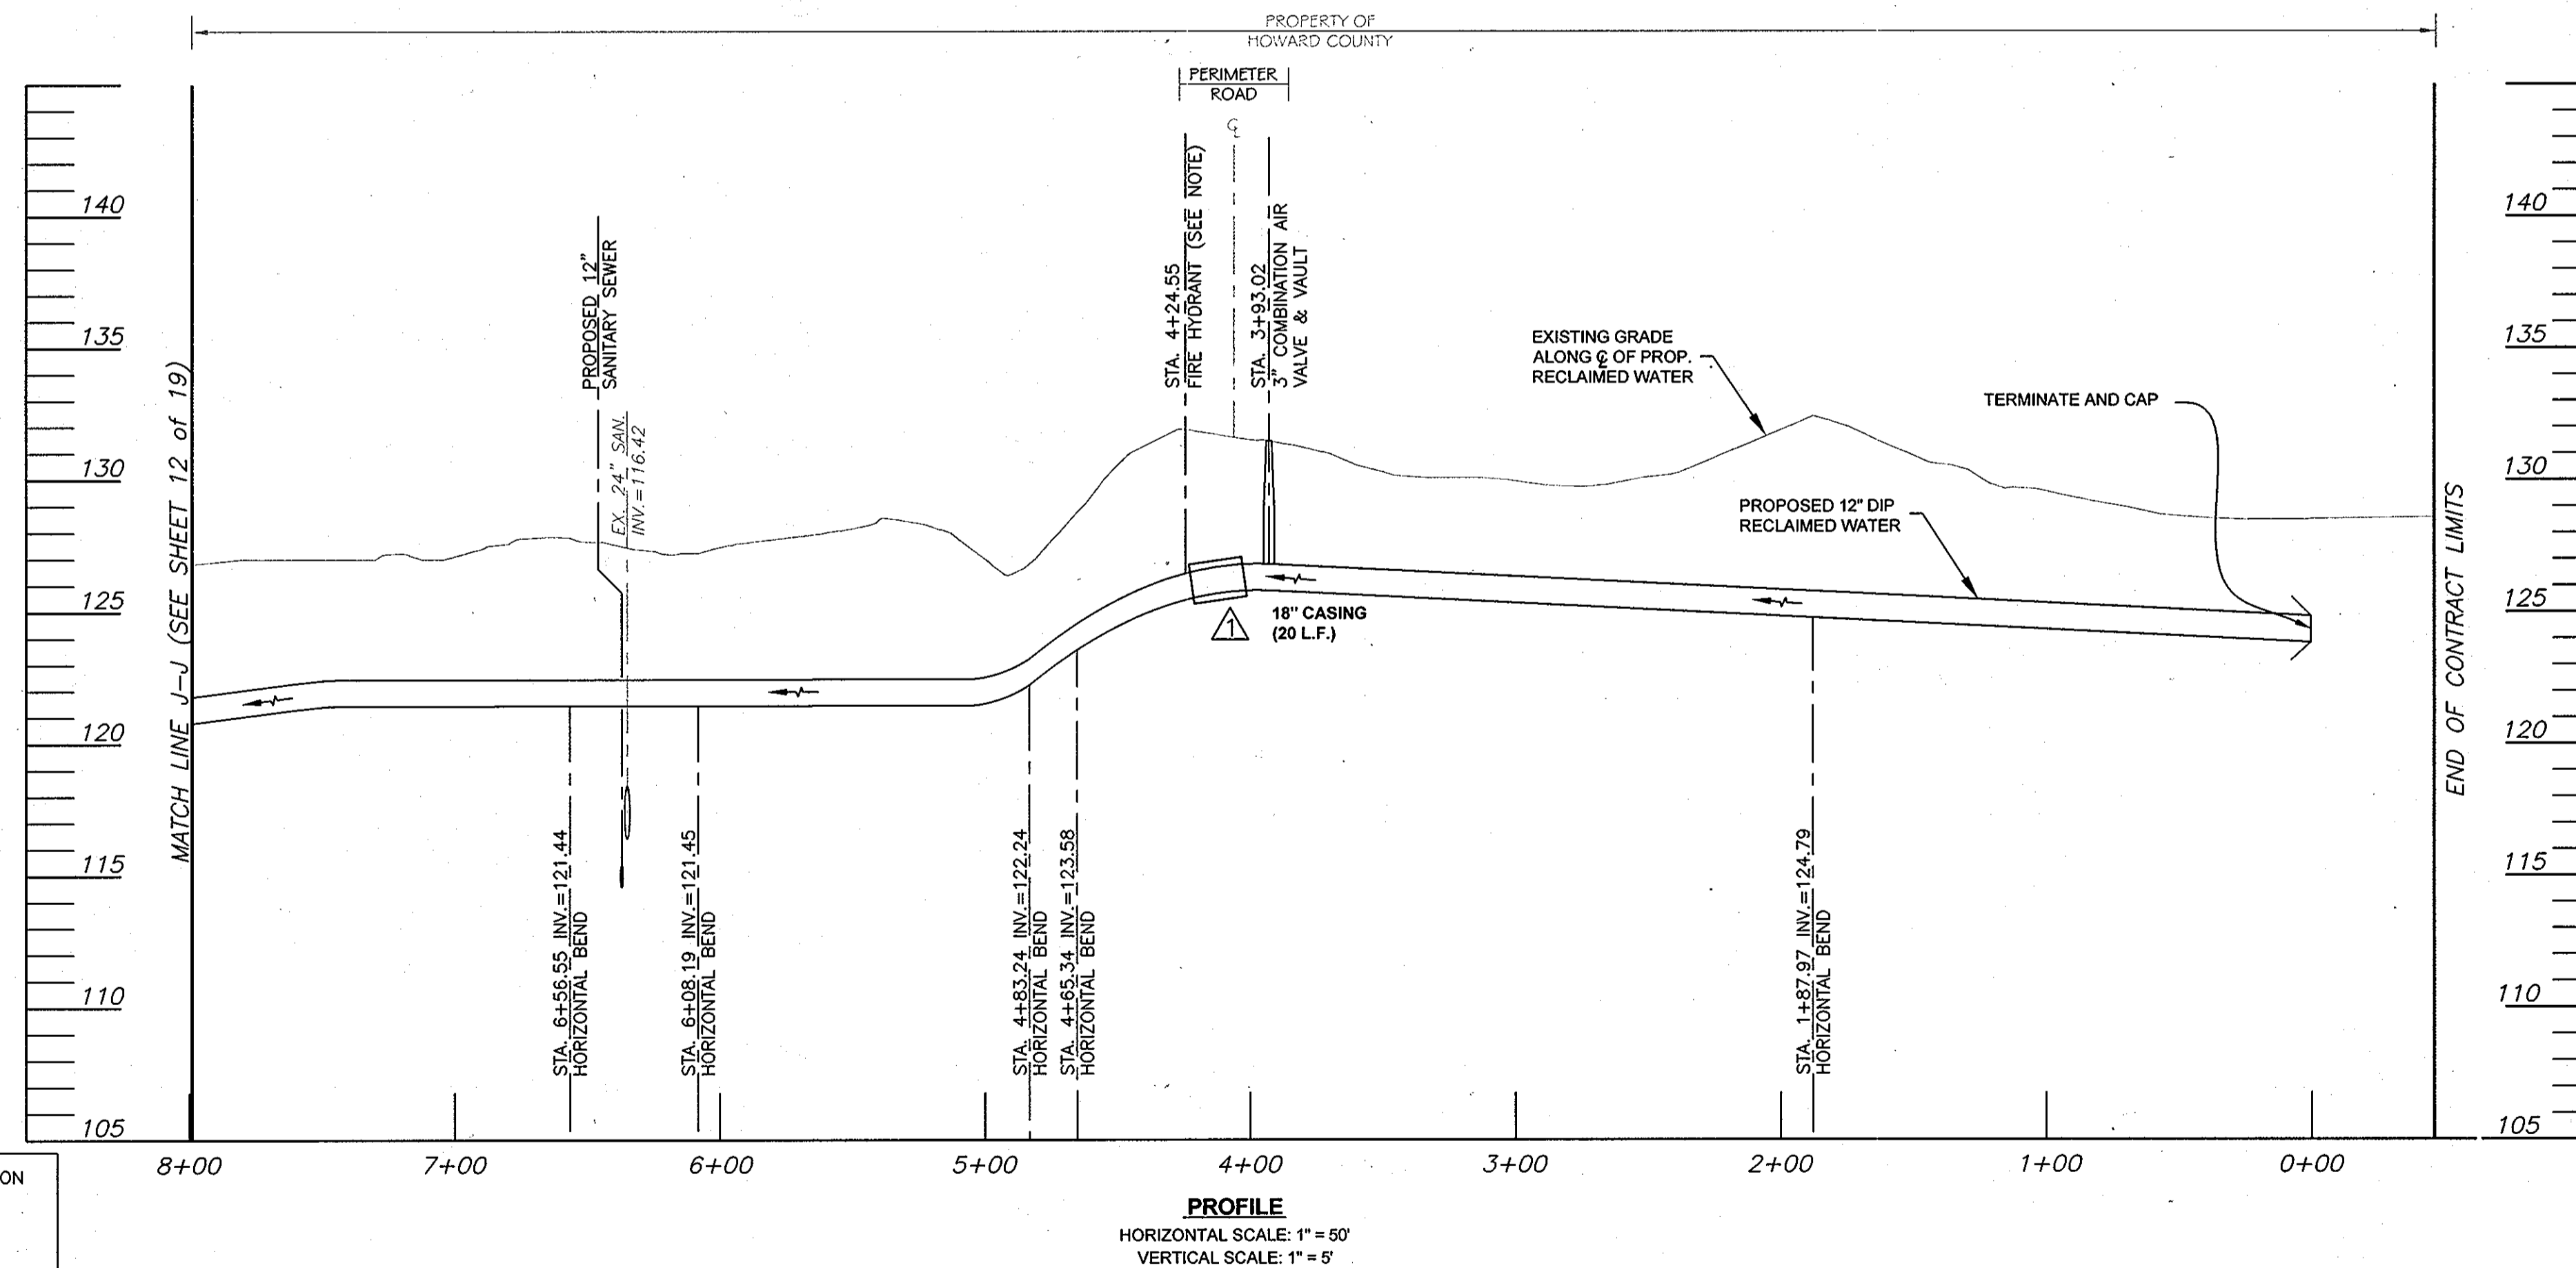 PROPERTY OF
HOWARD COUNTY
PERIMETER
ROAD
℄
140
135
130
125
120
115
110
105
MATCH LINE J-J (SEE SHEET 12 of 19)
PROPOSED 12"
SANITARY SEWER
EX. 24" SAN.
INV.=116.42
STA. 4+24.55
FIRE HYDRANT (SEE NOTE)
STA. 3+93.02
3" COMBINATION AIR
VALVE & VAULT
EXISTING GRADE
ALONG ℄ OF PROP.
RECLAIMED WATER
TERMINATE AND CAP
PROPOSED 12" DIP
RECLAIMED WATER
1
18" CASING
(20 L.F.)
STA. 6+56.55 INV.=121.44
HORIZONTAL BEND
STA. 6+08.19 INV.=121.45
HORIZONTAL BEND
STA. 4+83.24 INV.=122.24
HORIZONTAL BEND
STA. 4+65.34 INV.=123.58
HORIZONTAL BEND
STA. 1+87.97 INV.=124.79
HORIZONTAL BEND
END OF CONTRACT LIMITS
140
135
130
125
120
115
110
105
8+00 7+00 6+00 5+00 4+00 3+00 2+00 1+00 0+00
ON
PROFILE
HORIZONTAL SCALE: 1" = 50'
VERTICAL SCALE: 1" = 5'